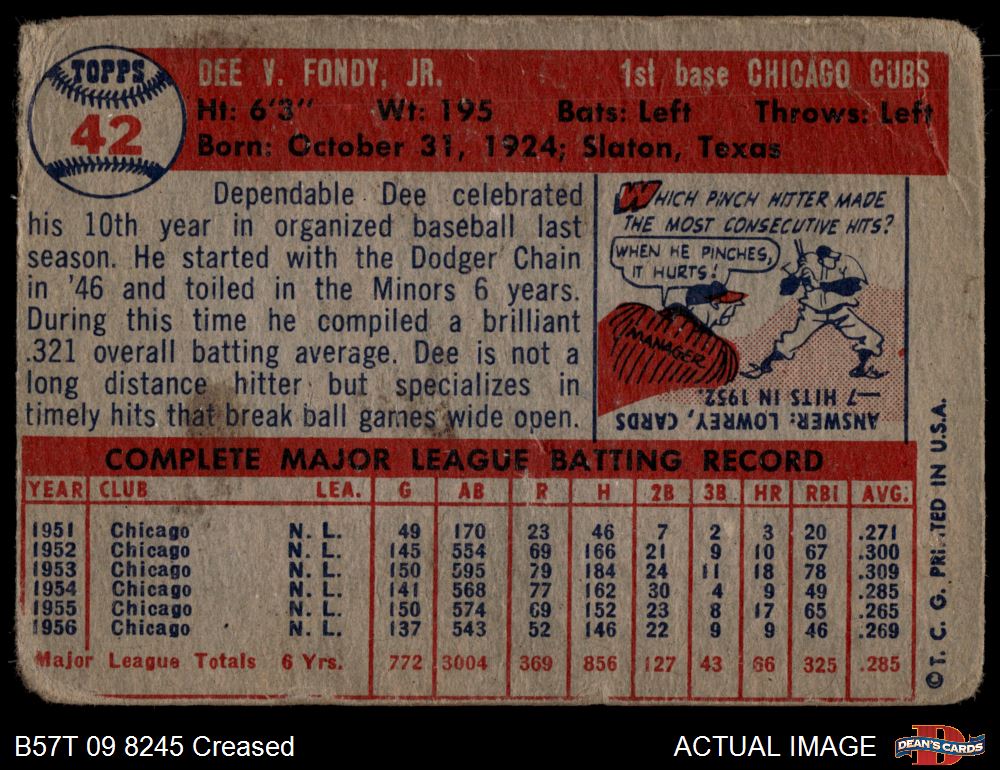 TOPPS
42
DEE V. FONDY, JR. 1st base CHICAGO CUBS
Ht: 6'3" Wt: 195 Bats: Left Throws: Left
Born: October 31, 1924; Slaton, Texas
Dependable Dee celebrated
his 10th year in organized baseball last
season. He started with the Dodger Chain
in '46 and toiled in the Minors 6 years.
During this time he compiled a brilliant
.321 overall batting average. Dee is not a
long distance hitter but specializes in
timely hits that break ball games wide open.
WHICH PINCH HITTER MADE
THE MOST CONSECUTIVE HITS?
WHEN HE PINCHES,
IT HURTS!
MANAGER
ANSWER: LOWREY, CARDS
—7 HITS IN 1952.
COMPLETE MAJOR LEAGUE BATTING RECORD
YEAR CLUB LEA. G AB R H 2B 3B HR RBI AVG.
1951 Chicago N. L. 49 170 23 46 7 2 3 20 .271
1952 Chicago N. L. 145 554 69 166 21 9 10 67 .300
1953 Chicago N. L. 150 595 79 184 24 11 18 78 .309
1954 Chicago N. L. 141 568 77 162 30 4 9 49 .285
1955 Chicago N. L. 150 574 69 152 23 8 17 65 .265
1956 Chicago N. L. 137 543 52 146 22 9 9 46 .269
Major League Totals 6 Yrs. 772 3004 369 856 127 43 66 325 .285
©T. C. G. PRINTED IN U.S.A.
B57T 09 8245 Creased
ACTUAL IMAGE
DEAN'S CARDS